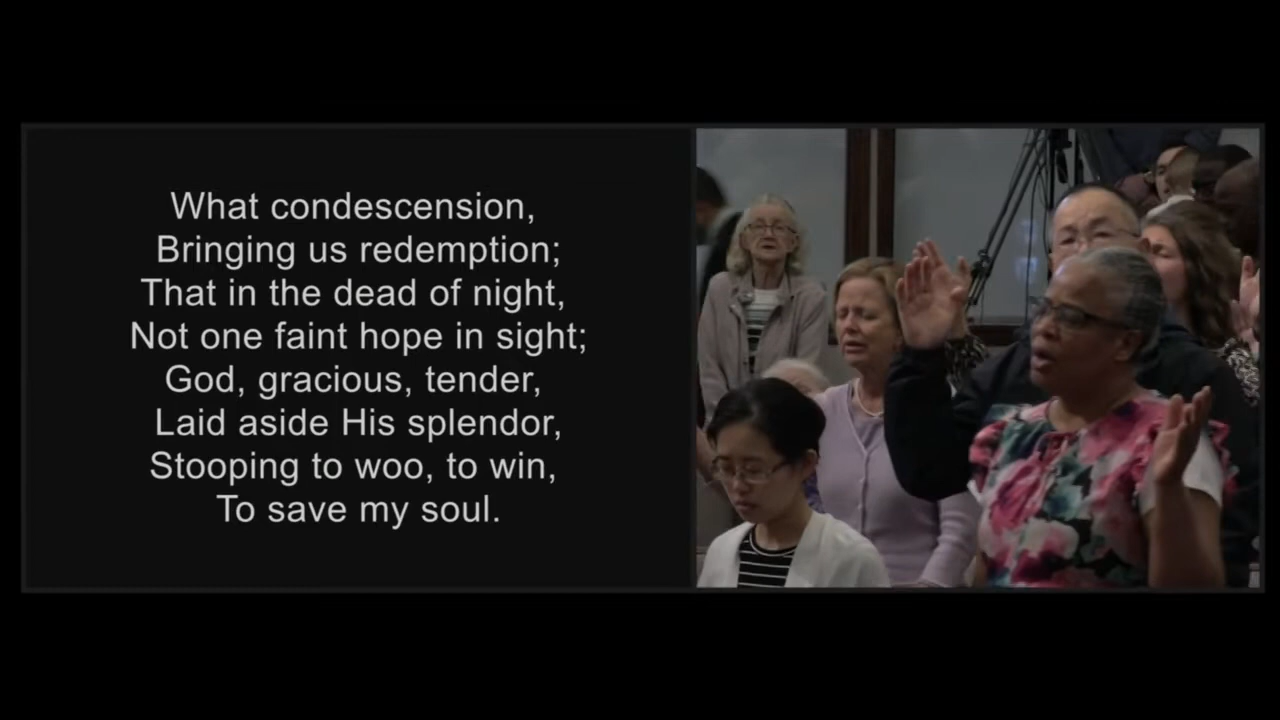 What condescension,
Bringing us redemption;
That in the dead of night,
Not one faint hope in sight;
God, gracious, tender,
Laid aside His splendor,
Stooping to woo, to win,
To save my soul.